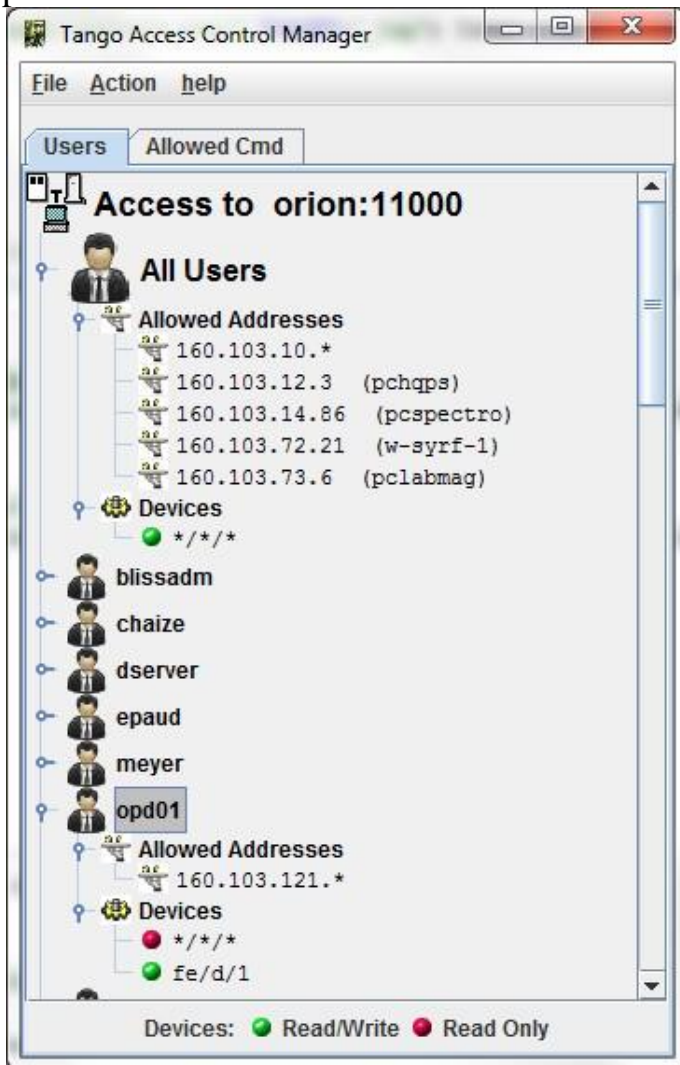 Tango Access Control Manager
File Action help
Users Allowed Cmd
Access to orion:11000
All Users
Allowed Addresses
160.103.10.*
160.103.12.3 (pchqps)
160.103.14.86 (pcspectro)
160.103.72.21 (w-syrf-1)
160.103.73.6 (pclabmag)
Devices
*/*/*
blissadm
chaize
dserver
epaud
meyer
opd01
Allowed Addresses
160.103.121.*
Devices
*/*/*
fe/d/1
Devices: Read/Write Read Only